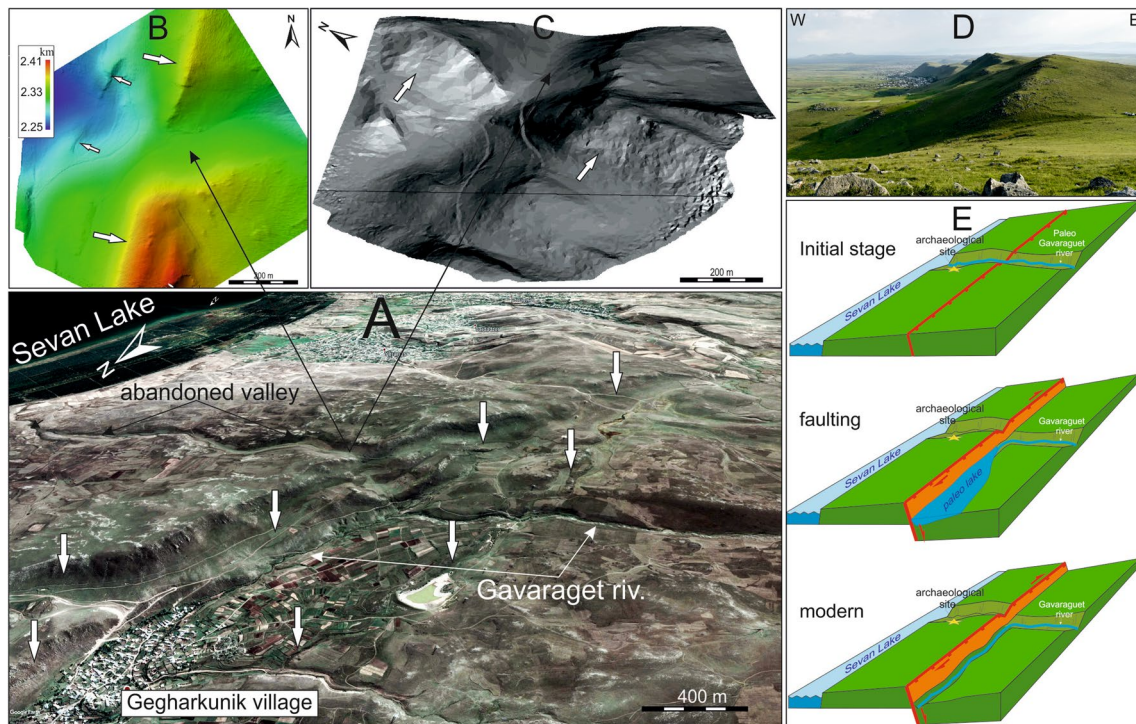 B
N
km
2.41
2.33
2.25
200 m
C
N
200 m
W
D
E
A
Sevan Lake
N
abandoned valley
Gavaraget riv.
Gegharkunik village
400 m
E
Initial stage
archaeological
site
Paleo
Gavaraguet
river
Sevan Lake
faulting
archaeological
site
Gavaraguet
river
Sevan Lake
paleo lake
modern
archaeological
site
Gavaraguet
river
Sevan Lake